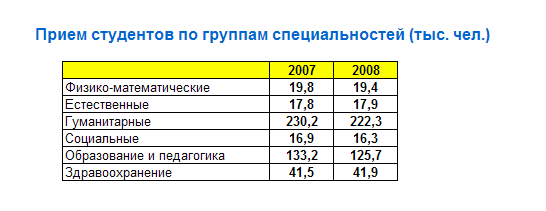 Прием студентов по группам специальностей (тыс. чел.)
2007 2008
Физико-математические 19,8 19,4
Естественные 17,8 17,9
Гуманитарные 230,2 222,3
Социальные 16,9 16,3
Образование и педагогика 133,2 125,7
Здравоохранение 41,5 41,9